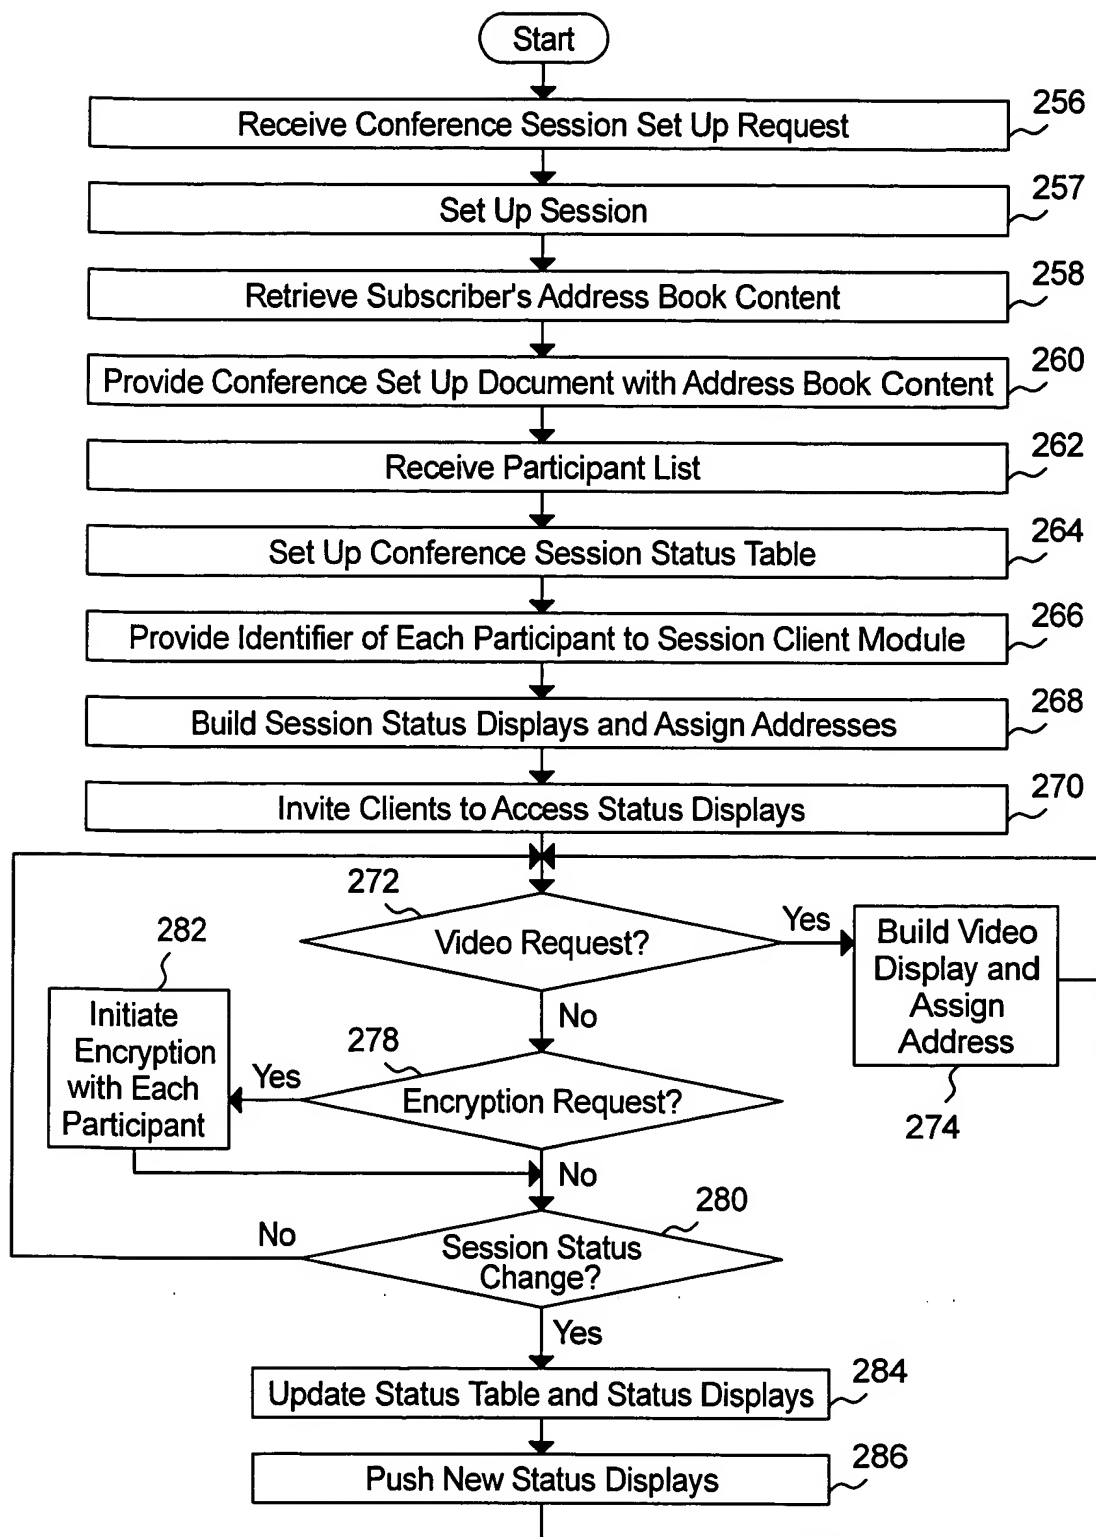 Start
Receive Conference Session Set Up Request
256
Set Up Session
257
Retrieve Subscriber's Address Book Content
258
Provide Conference Set Up Document with Address Book Content
260
Receive Participant List
262
Set Up Conference Session Status Table
264
Provide Identifier of Each Participant to Session Client Module
266
Build Session Status Displays and Assign Addresses
268
Invite Clients to Access Status Displays
270
272
Video Request?
Yes
Build Video
Display and
Assign
Address
274
No
282
Initiate
Encryption
with Each
Participant
278
Yes
Encryption Request?
No
280
No
Session Status
Change?
Yes
Update Status Table and Status Displays
284
Push New Status Displays
286